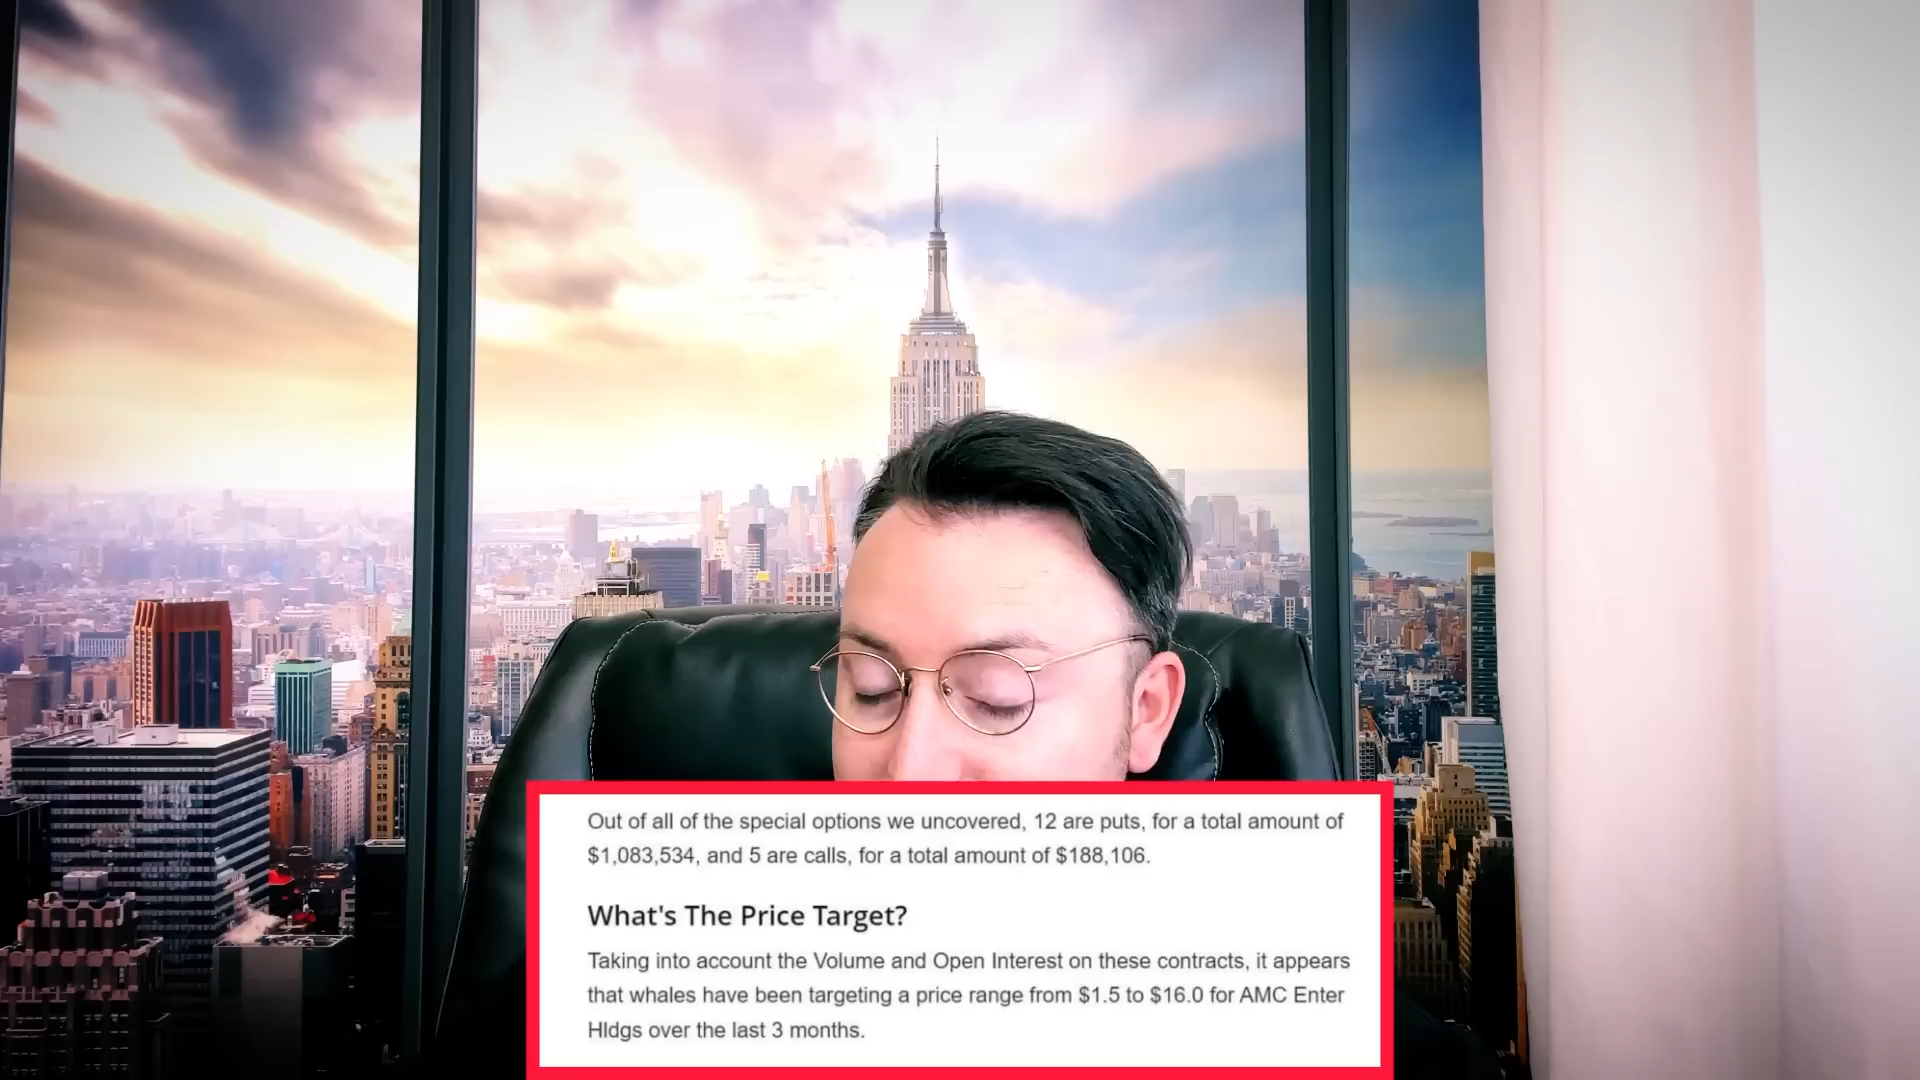 Out of all of the special options we uncovered, 12 are puts, for a total amount of
$1,083,534, and 5 are calls, for a total amount of $188,106.
What's The Price Target?
Taking into account the Volume and Open Interest on these contracts, it appears
that whales have been targeting a price range from $1.5 to $16.0 for AMC Enter
Hldgs over the last 3 months.